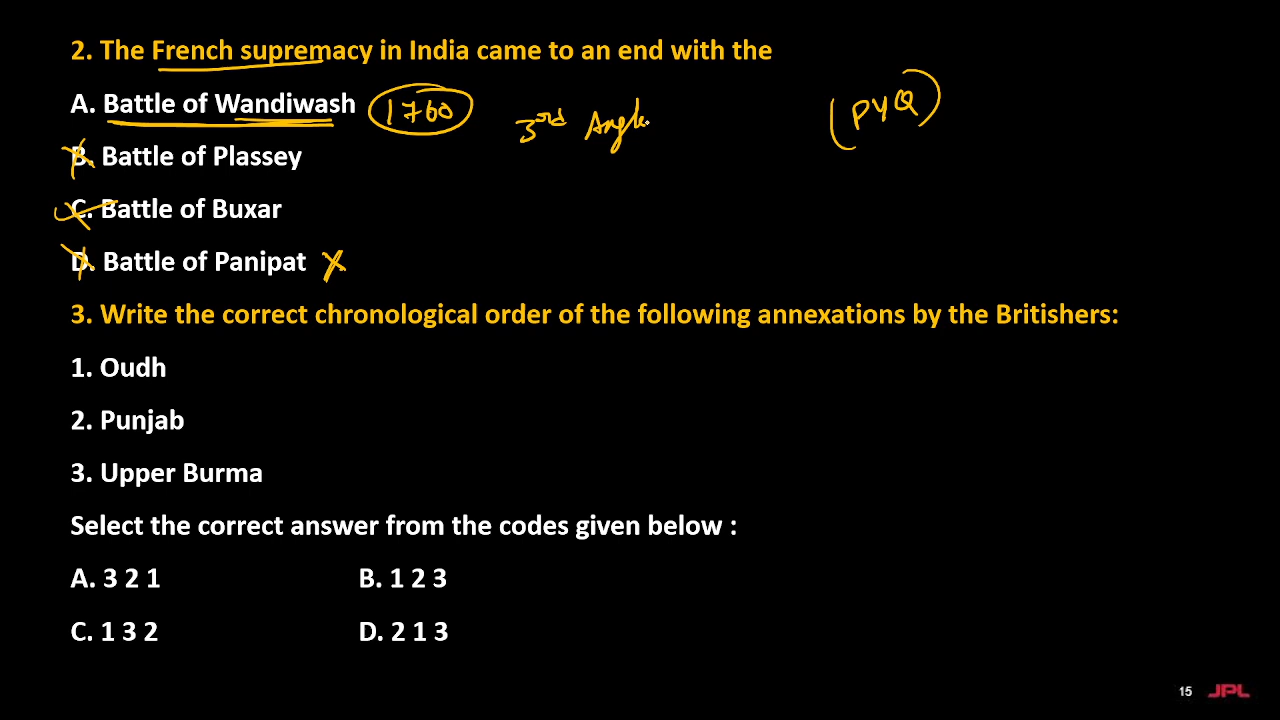 2. The French supremacy in India came to an end with the
A. Battle of Wandiwash 1760 3rd Angl (PYQ)
B. Battle of Plassey
C. Battle of Buxar
D. Battle of Panipat X
3. Write the correct chronological order of the following annexations by the Britishers:
1. Oudh
2. Punjab
3. Upper Burma
Select the correct answer from the codes given below :
A. 3 2 1 B. 1 2 3
C. 1 3 2 D. 2 1 3
15 JPL